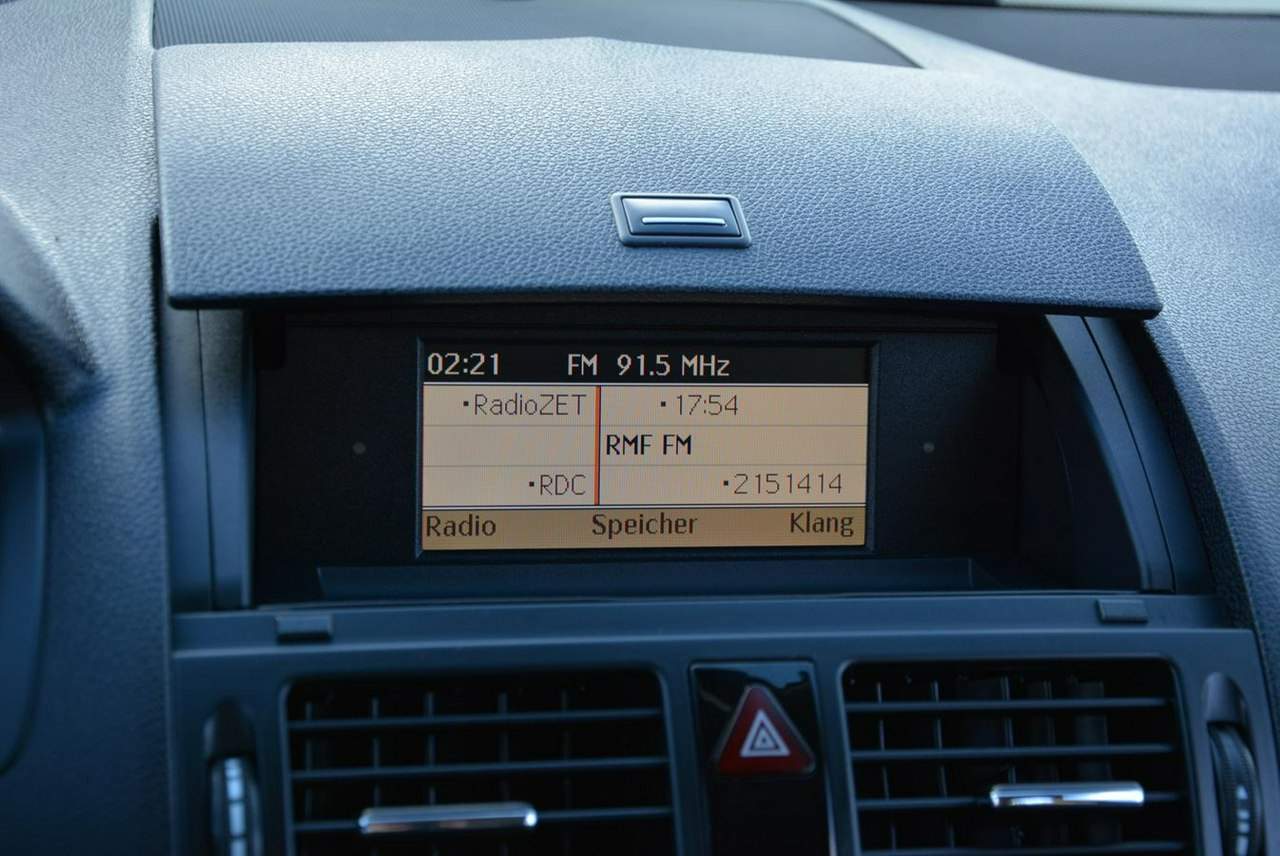 02:21 FM 91.5 MHz
·RadioZET ·17:54
RMF FM
·RDC ·2151414
Radio Speicher Klang